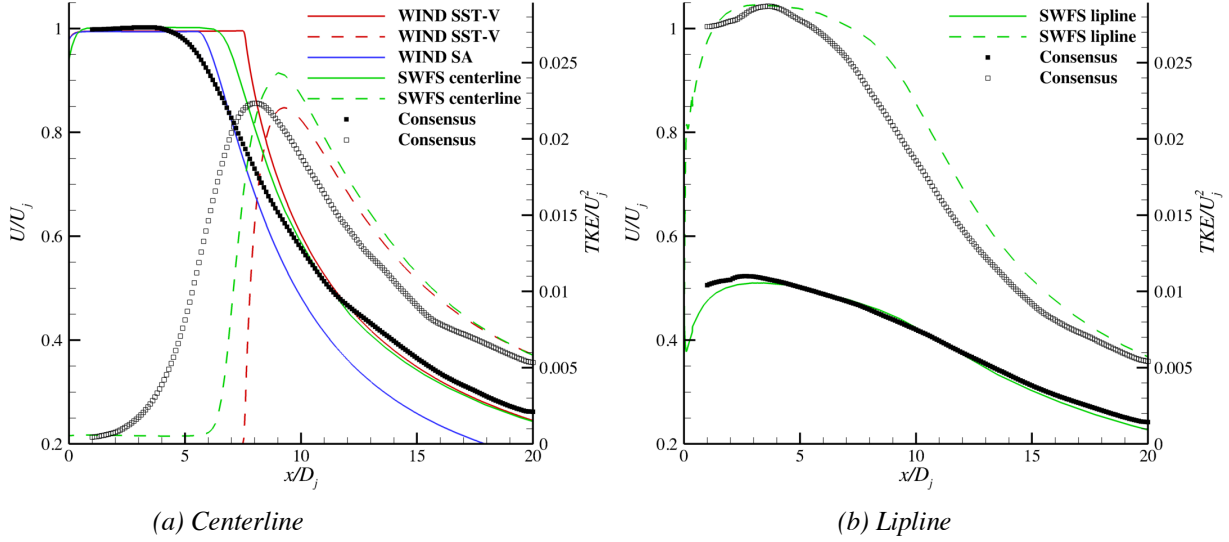 WIND SST-V
WIND SST-V
WIND SA
SWFS centerline
SWFS centerline
Consensus
Consensus
U/U_j
1
0.8
0.6
0.4
0.2
0.025
0.02
0.015
0.01
0.005
0
TKE/U_j^2
0 5 10 15 20
x/D_j
(a) Centerline
SWFS lipline
SWFS lipline
Consensus
Consensus
U/U_j
1
0.8
0.6
0.4
0.2
0.025
0.02
0.015
0.01
0.005
0
TKE/U_j^2
0 5 10 15 20
x/D_j
(b) Lipline